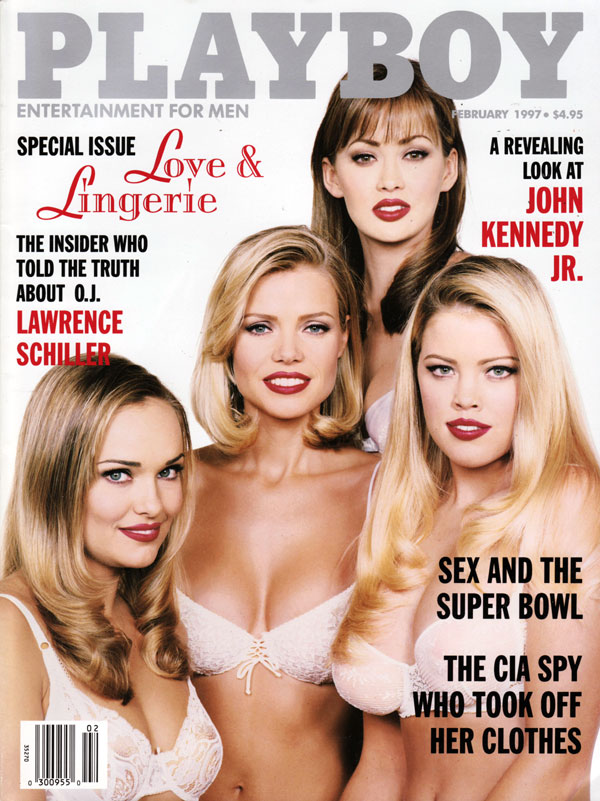 PLAYBOY
ENTERTAINMENT FOR MEN
FEBRUARY 1997 • $4.95
SPECIAL ISSUE
Love &
Lingerie
THE INSIDER WHO
TOLD THE TRUTH
ABOUT O.J.
LAWRENCE
SCHILLER
A REVEALING
LOOK AT
JOHN
KENNEDY
JR.
SEX AND THE
SUPER BOWL
THE CIA SPY
WHO TOOK OFF
HER CLOTHES
02
35270
0 300955 0